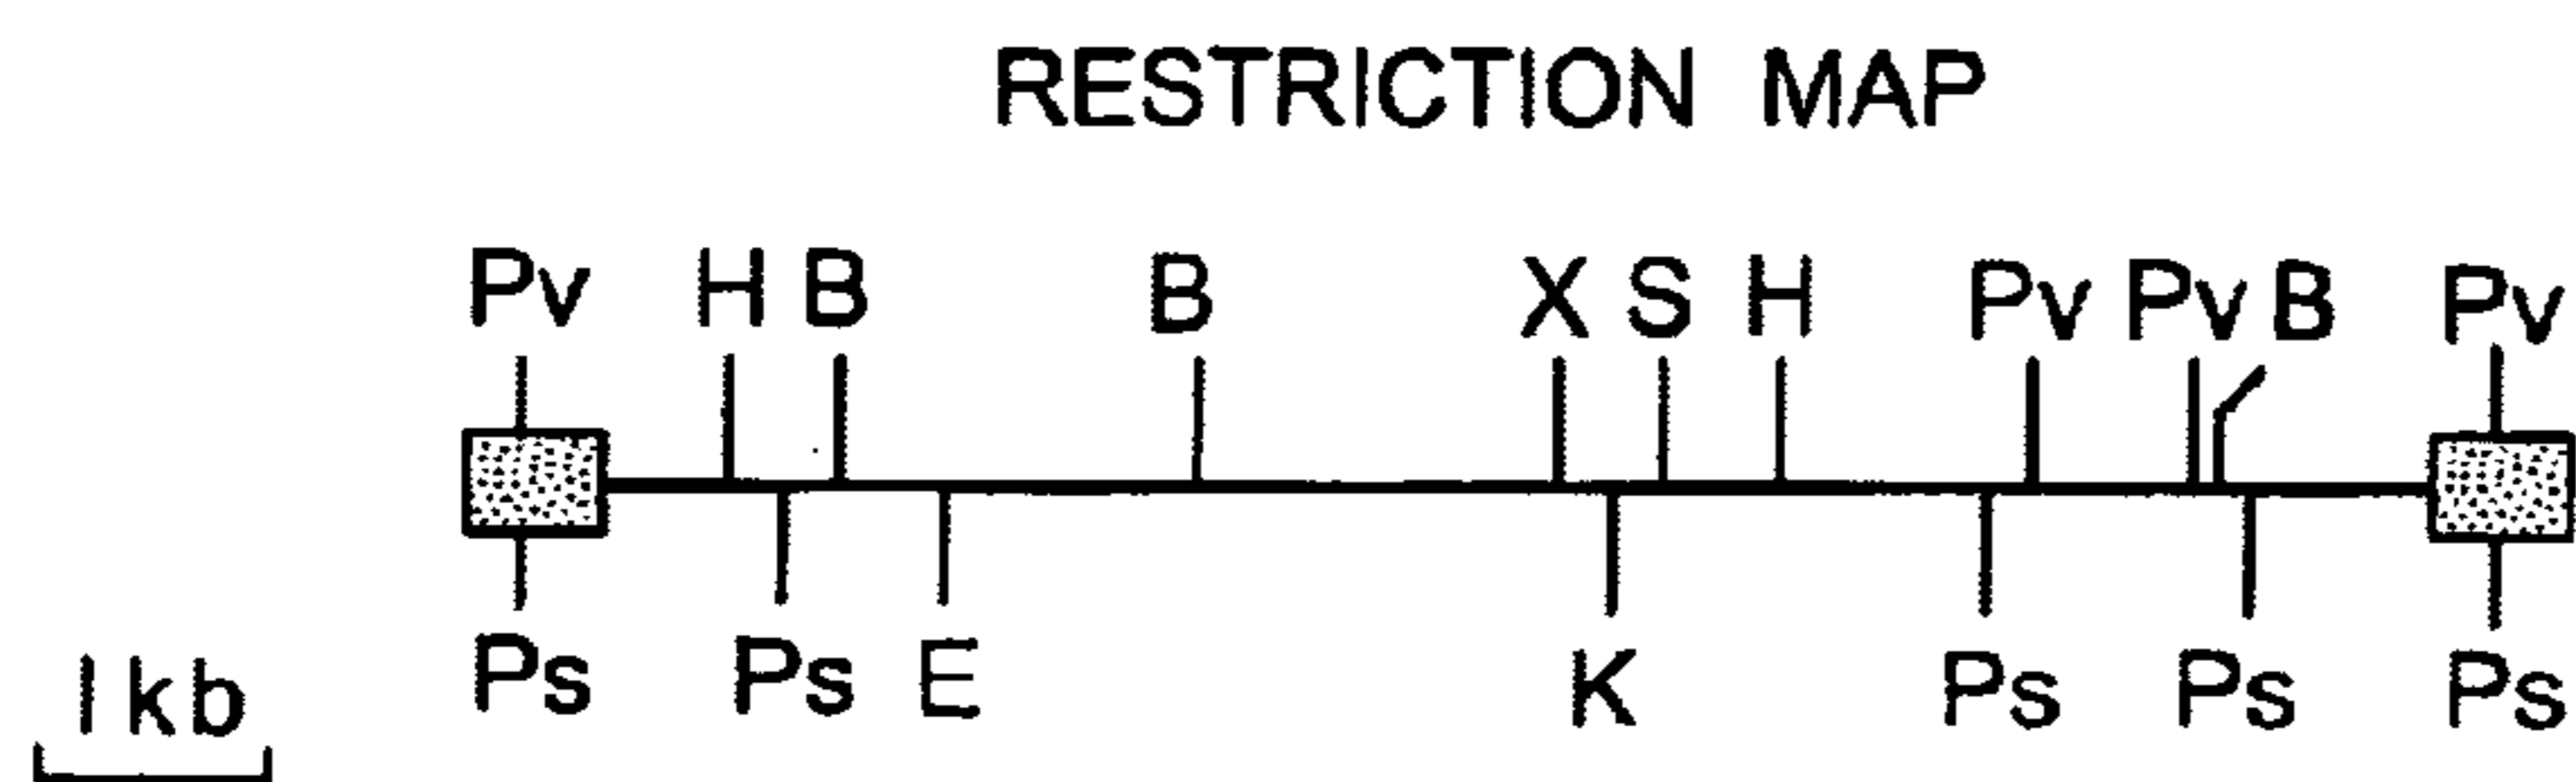 RESTRICTION MAP
Pv H B B X S H Pv Pv B Pv
Ps Ps E K Ps Ps Ps
1 kb